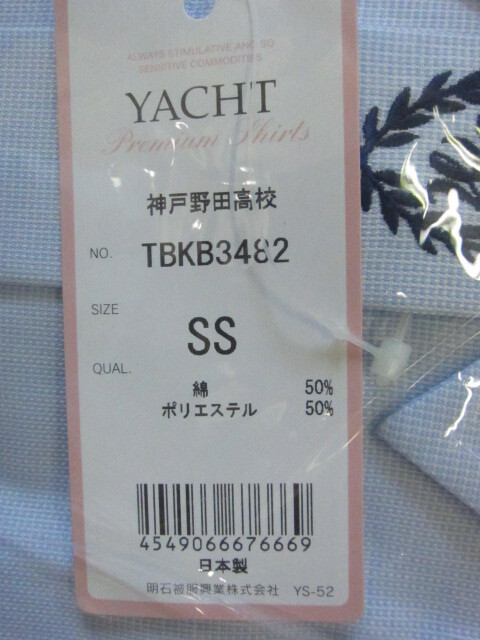 ALWAYS STIMULATIVE AND SO
SENSITIVE COMMODITIES
YACHT
Premium Shirts
神戸野田高校
NO. TBKB3482
SIZE
SS
QUAL.
綿 50%
ポリエステル 50%
4549066676669
日本製
明石被服興業株式会社 YS-52